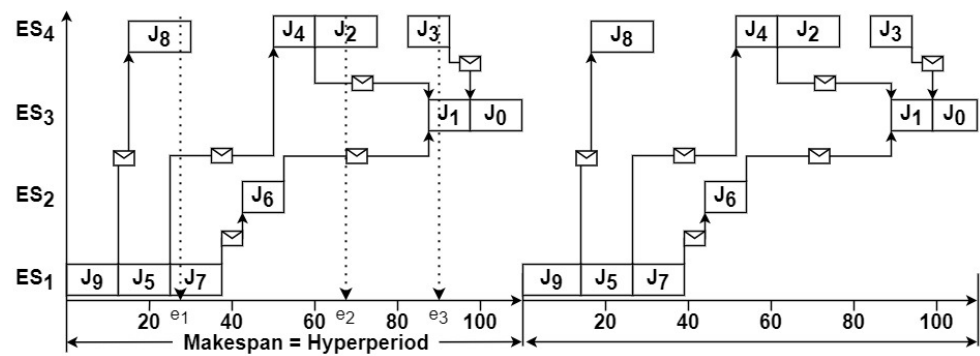 ES4 J8 J4 J2 J3 J8 J4 J2 J3
ES3 J1 J0 J1 J0
ES2 J6 J6
ES1 J9 J5 J7 J9 J5 J7
20 e1 40 60 e2 80 e3 100 20 40 60 80 100
Makespan = Hyperperiod